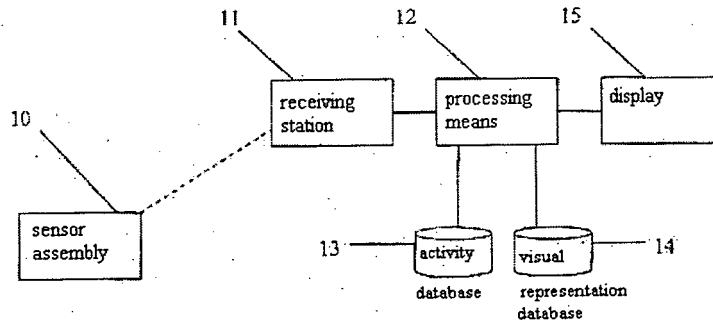 11
12
15
10
receiving
station
processing
means
display
sensor
assembly
13
activity
database
visual
representation
database
14